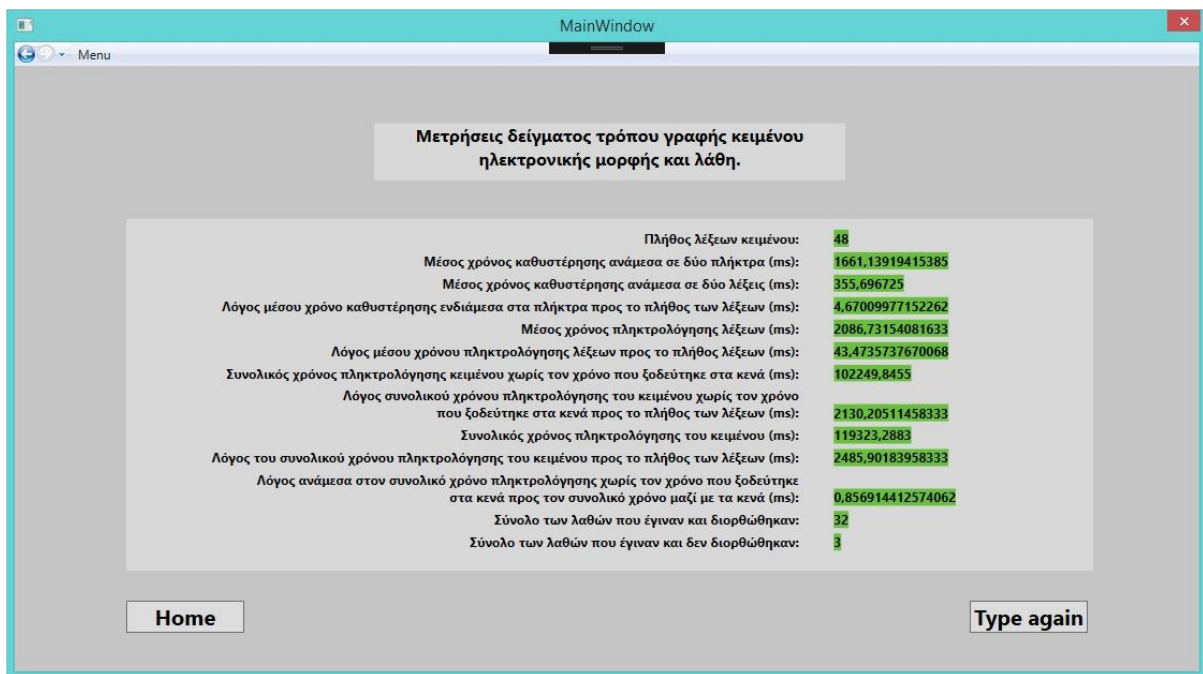 MainWindow
Menu
Μετρήσεις δείγματος τρόπου γραφής κειμένου
ηλεκτρονικής μορφής και λάθη.
Πλήθος λέξεων κειμένου: 48
Μέσος χρόνος καθυστέρησης ανάμεσα σε δύο πλήκτρα (ms): 1661,13919415385
Μέσος χρόνος καθυστέρησης ανάμεσα σε δύο λέξεις (ms): 355,696725
Λόγος μέσου χρόνο καθυστέρησης ενδιάμεσα στα πλήκτρα προς το πλήθος των λέξεων (ms): 4,67009977152262
Μέσος χρόνος πληκτρολόγησης λέξεων (ms): 2086,73154081633
Λόγος μέσου χρόνου πληκτρολόγησης λέξεων προς το πλήθος λέξεων (ms): 43,4735737670068
Συνολικός χρόνος πληκτρολόγησης κειμένου χωρίς τον χρόνο που ξοδεύτηκε στα κενά (ms): 102249,8455
Λόγος συνολικού χρόνου πληκτρολόγησης του κειμένου χωρίς τον χρόνο
που ξοδεύτηκε στα κενά προς το πλήθος των λέξεων (ms): 2130,20511458333
Συνολικός χρόνος πληκτρολόγησης του κειμένου (ms): 119323,2883
Λόγος του συνολικού χρόνου πληκτρολόγησης του κειμένου προς το πλήθος των λέξεων (ms): 2485,90183958333
Λόγος ανάμεσα στον συνολικό χρόνο πληκτρολόγησης χωρίς τον χρόνο που ξοδεύτηκε
στα κενά προς τον συνολικό χρόνο μαζί με τα κενά (ms): 0,856914412574062
Σύνολο των λαθών που έγιναν και διορθώθηκαν: 32
Σύνολο των λαθών που έγιναν και δεν διορθώθηκαν: 3
Home
Type again